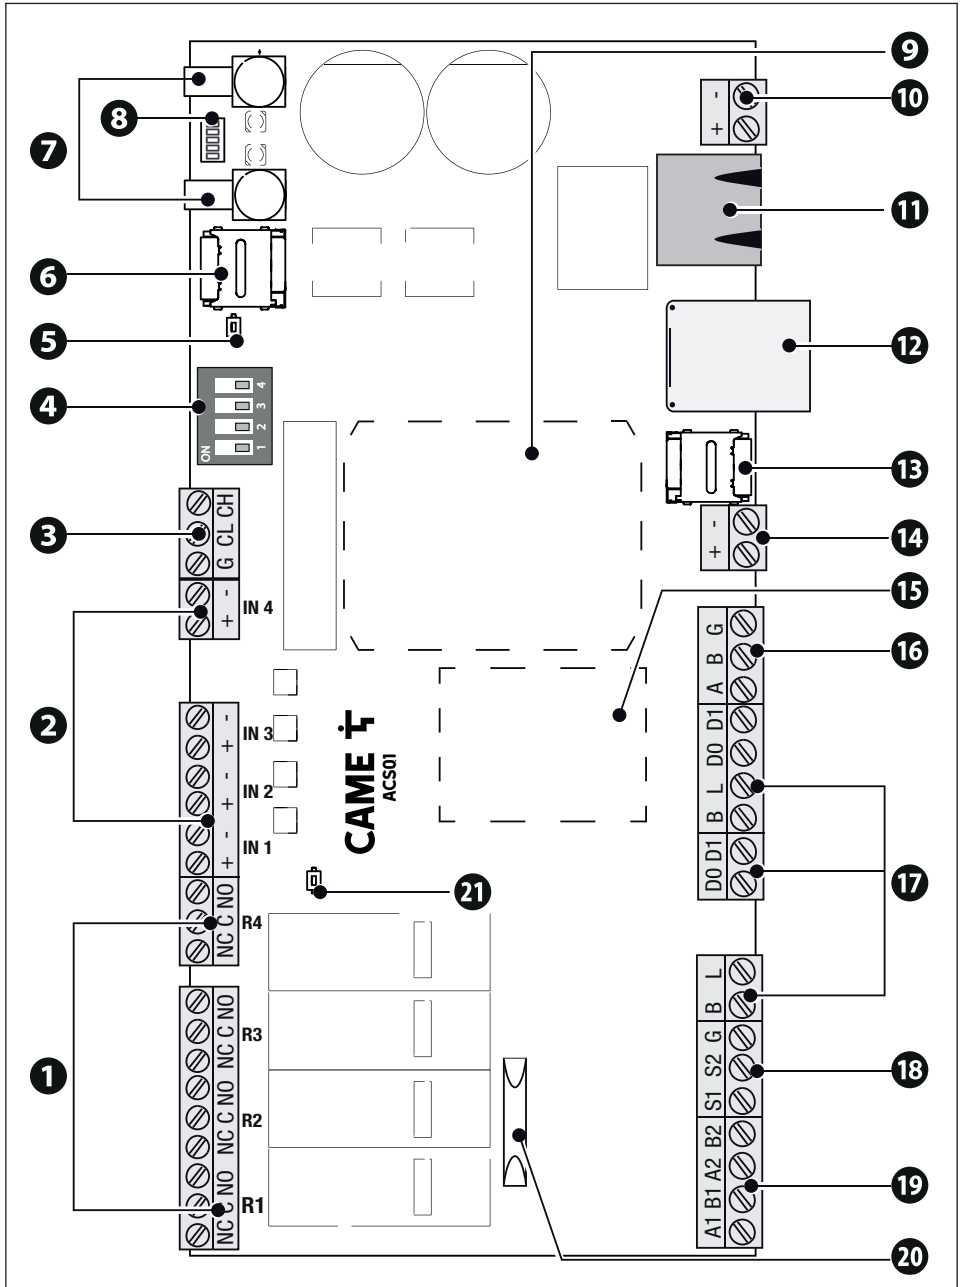 7
8
6
5
4
ON
1
2
3
4
3
G CL CH
+ -
IN 4
2
+ -
IN 3
+ -
IN 2
+ -
IN 1
NC C NO
R4
1
NC C NO
R3
NC C NO
R2
NC C NO
R1
CAME
ACS01
21
9
10
+ -
11
12
13
14
+ -
15
16
A B G
17
B L D0 D1
D0 D1
B L
18
S1 S2 G
19
A1 B1 A2 B2
20